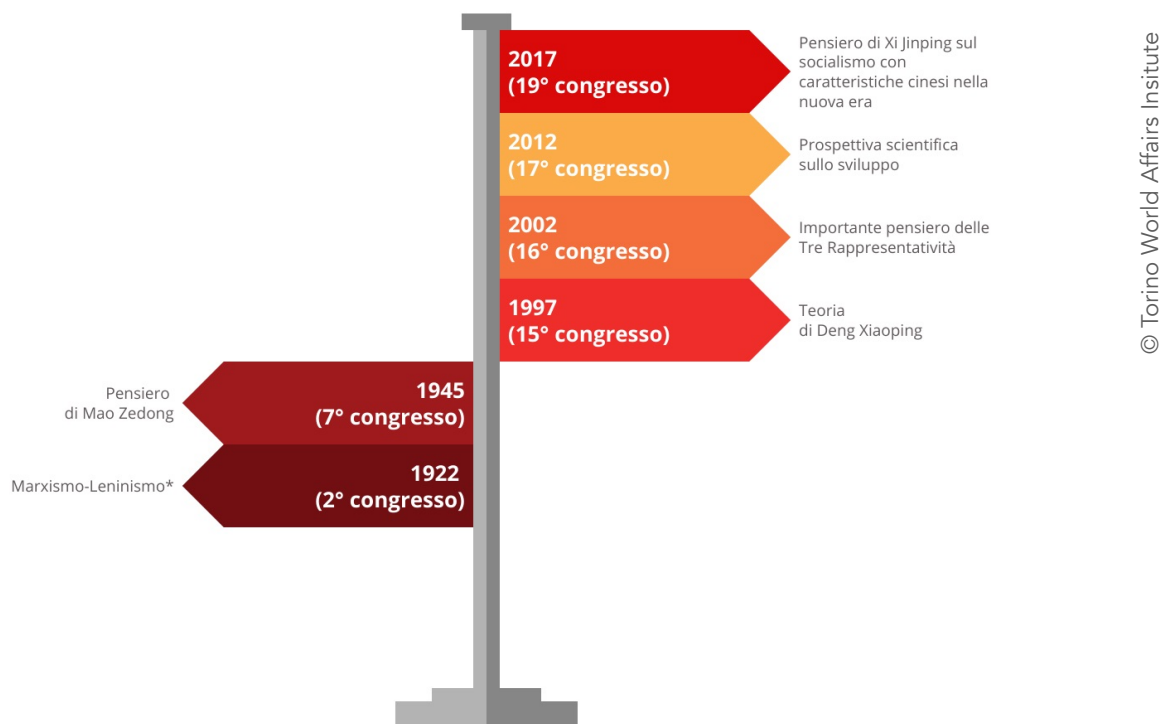 2017
(19° congresso)
Pensiero di Xi Jinping sul
socialismo con
caratteristiche cinesi nella
nuova era
2012
(17° congresso)
Prospettiva scientifica
sullo sviluppo
2002
(16° congresso)
Importante pensiero delle
Tre Rappresentatività
1997
(15° congresso)
Teoria
di Deng Xiaoping
Pensiero
di Mao Zedong
1945
(7° congresso)
Marxismo-Leninismo*
1922
(2° congresso)
© Torino World Affairs Insitute